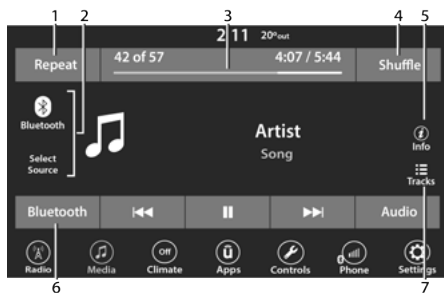 1 2 3 4 5
2 11 20°out
Repeat 42 of 57 4:07 / 5:44 Shuffle
Bluetooth
Select
Source
Artist
Song
Info
Tracks
Bluetooth Audio
Radio Media Off Climate ū Apps Controls 0 Phone Settings
6 7